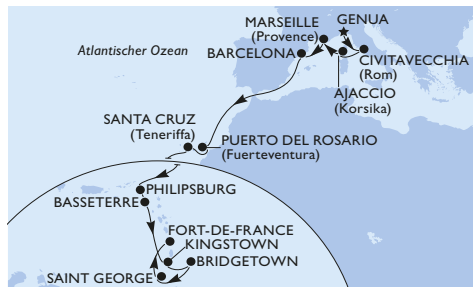 MARSEILLE
(Provence)
GENUA
Atlantischer Ozean
BARCELONA
CIVITAVECCHIA
(Rom)
AJACCIO
(Korsika)
SANTA CRUZ
(Teneriffa)
PUERTO DEL ROSARIO
(Fuerteventura)
PHILIPSBURG
BASSETERRE
FORT-DE-FRANCE
KINGSTOWN
BRIDGETOWN
SAINT GEORGE